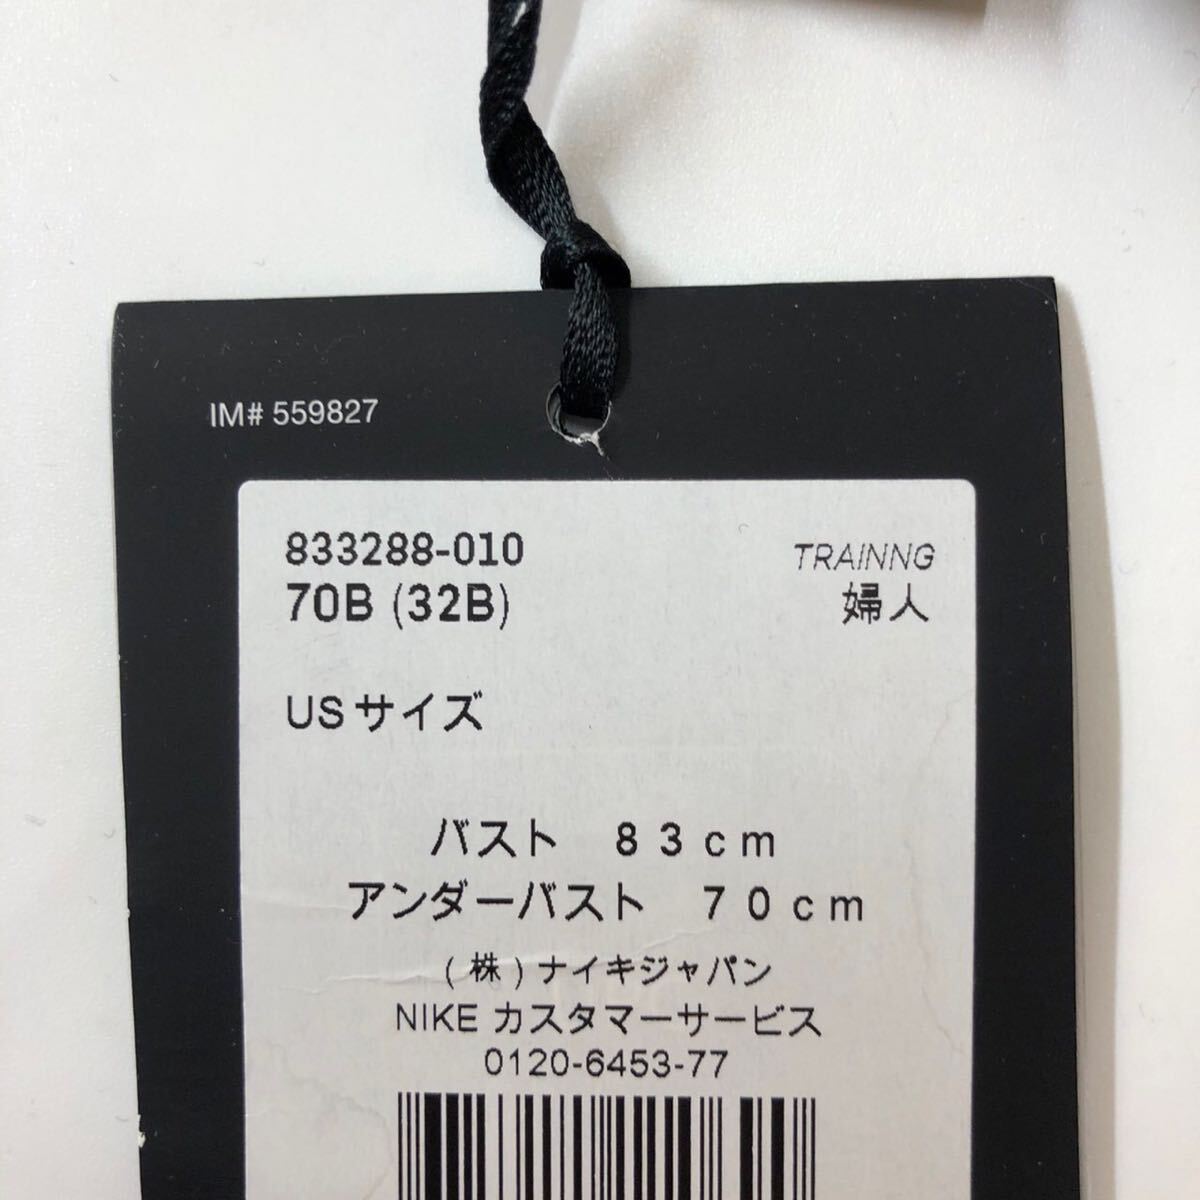 IM# 559827
833288-010
TRAINNG
70B (32B)
婦人
USサイズ
バスト 83cm
アンダーバスト 70cm
(株)ナイキジャパン
NIKE カスタマーサービス
0120-6453-77